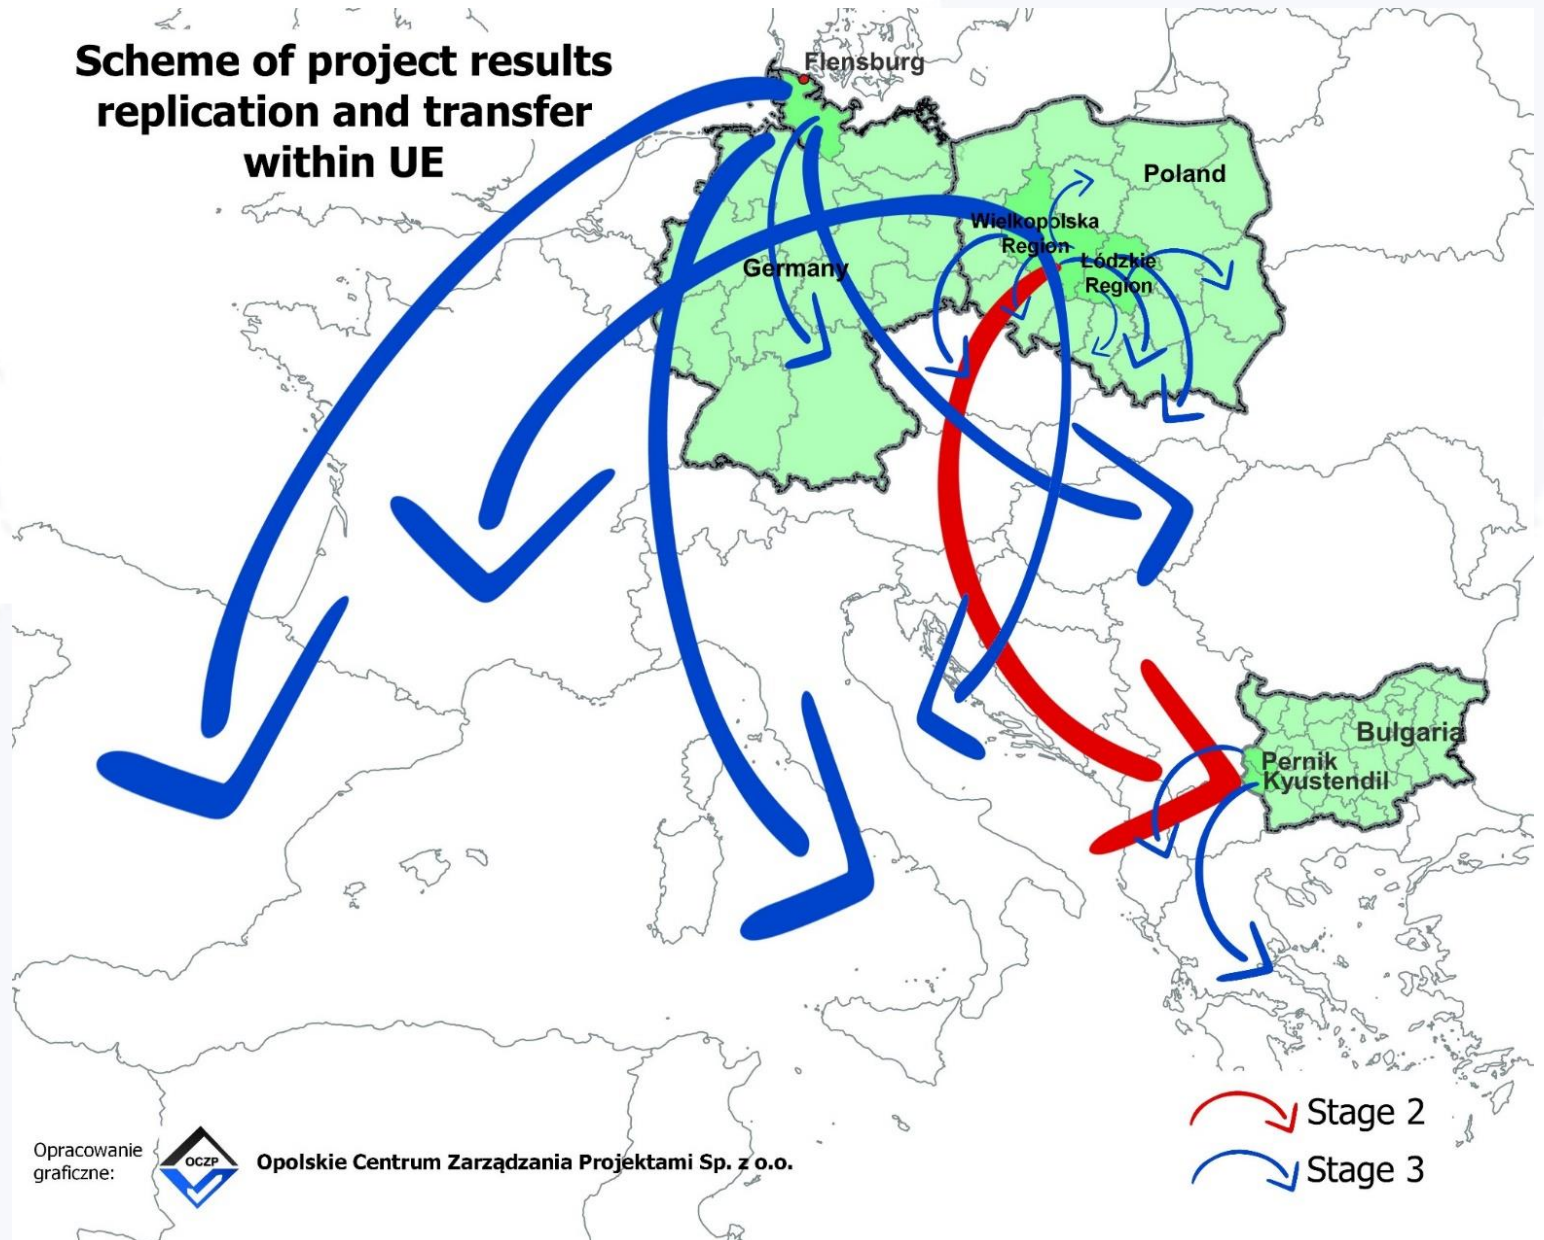 Scheme of project results
replication and transfer
within UE
Flensburg
Poland
Wielkopolska
Region
Łódzkie
Region
Germany
Bulgaria
Pernik
Kyustendil
Stage 2
Stage 3
Opracowanie
graficzne:
OCZP
Opolskie Centrum Zarządzania Projektami Sp. z o.o.